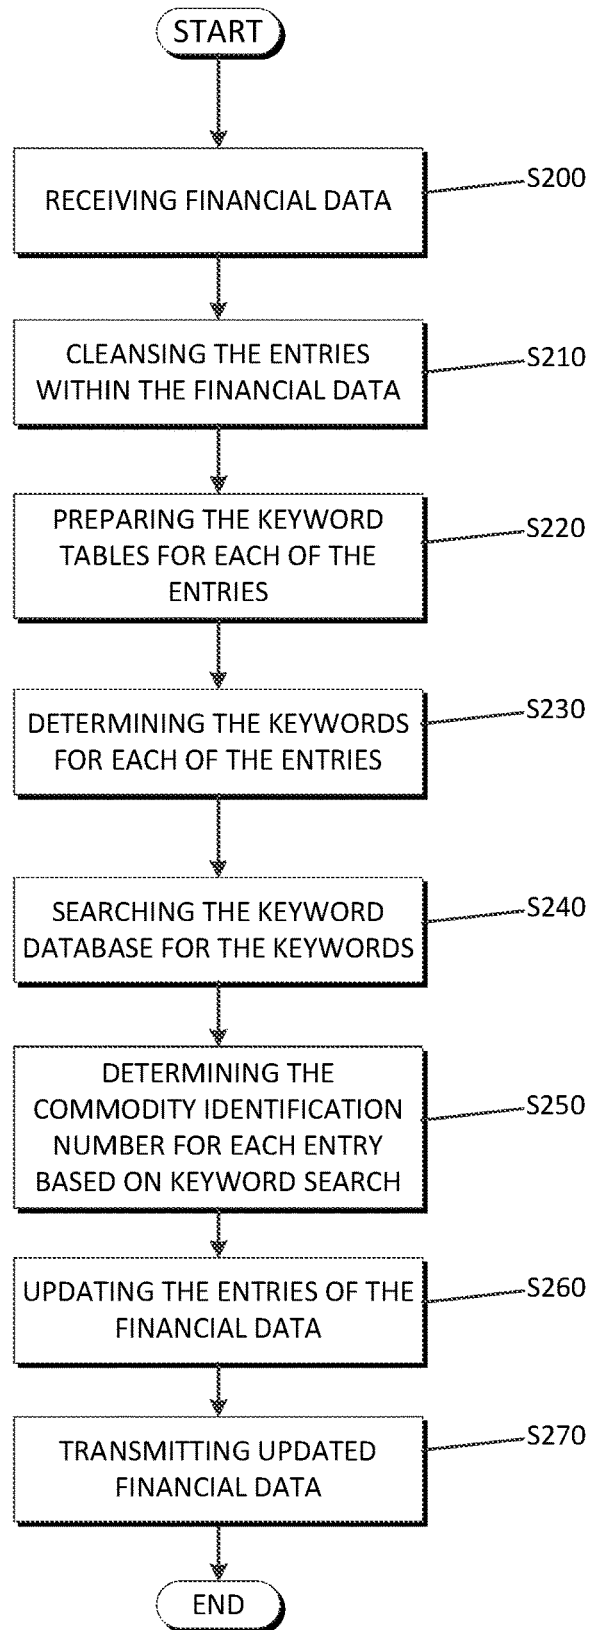 START
RECEIVING FINANCIAL DATA
S200
CLEANSING THE ENTRIES
WITHIN THE FINANCIAL DATA
S210
PREPARING THE KEYWORD
TABLES FOR EACH OF THE
ENTRIES
S220
DETERMINING THE KEYWORDS
FOR EACH OF THE ENTRIES
S230
SEARCHING THE KEYWORD
DATABASE FOR THE KEYWORDS
S240
DETERMINING THE
COMMODITY IDENTIFICATION
NUMBER FOR EACH ENTRY
BASED ON KEYWORD SEARCH
S250
UPDATING THE ENTRIES OF THE
FINANCIAL DATA
S260
TRANSMITTING UPDATED
FINANCIAL DATA
S270
END